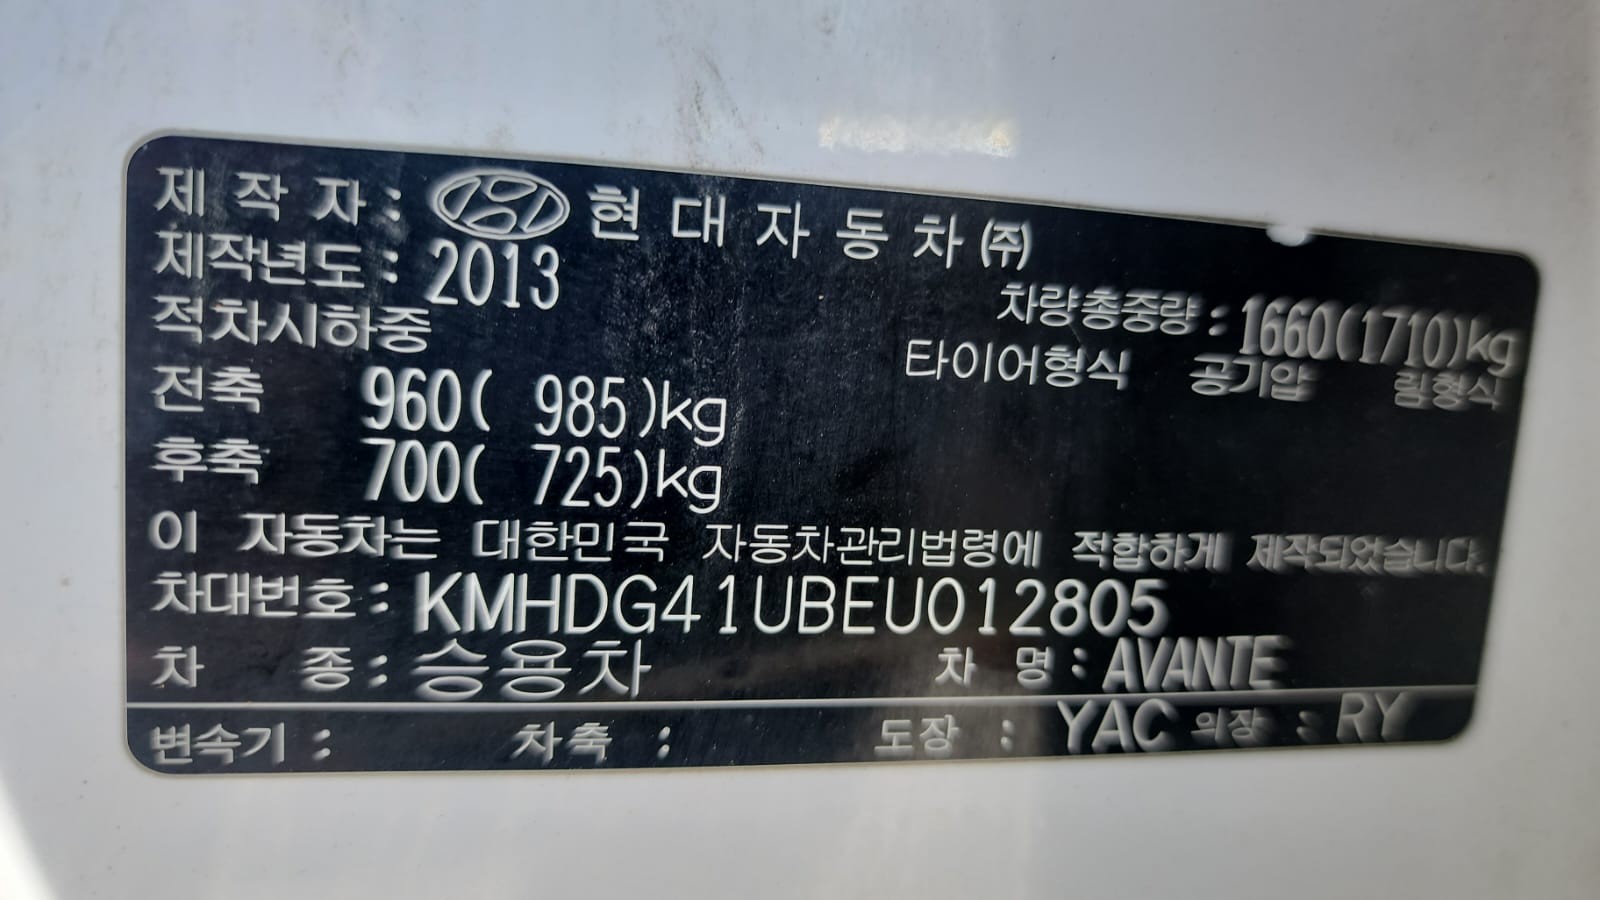 제 작 자 : 현 대 자 동 차 ㈜
제작년도 : 2013
차량총중량 : 1660(1710)kg
적차시하중
타이어형식 공기압 림형식
전축 960( 985)kg
후축 700( 725)kg
이 자동차는 대한민국 자동차관리법령에 적합하게 제작되었습니다.
차대번호 : KMHDG41UBEU012805
차 종 : 승용차 차 명 : AVANTE
변속기 : 차축 : 도장 : YAC 의장 : RY